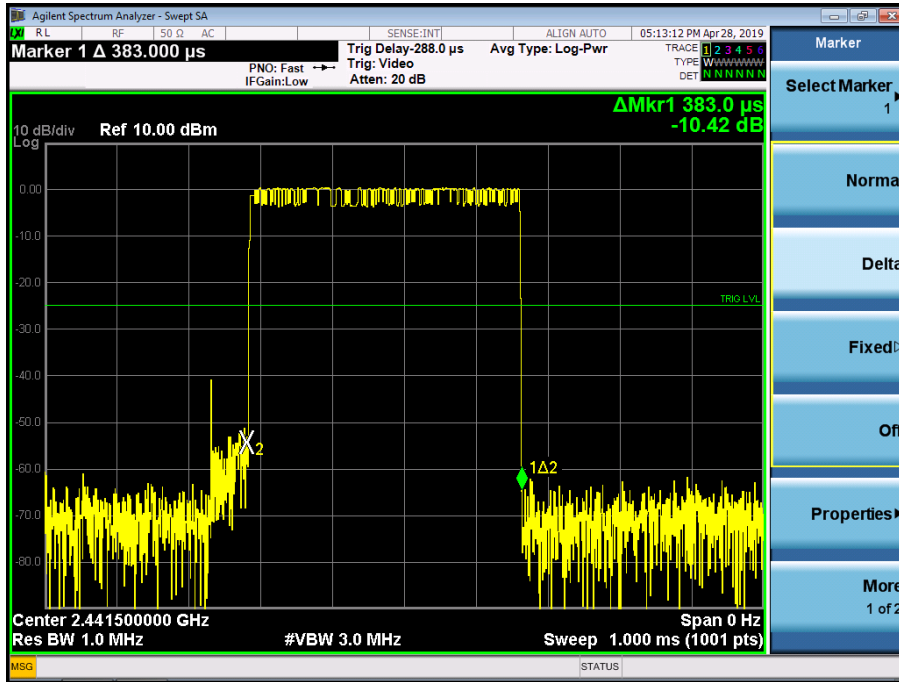 Agilent Spectrum Analyzer - Swept SA
LXI RL RF 50 Ω AC SENSE:INT ALIGN AUTO 05:13:12 PM Apr 28, 2019
Marker 1 Δ 383.000 µs
PNO: Fast
IFGain:Low
Trig Delay-288.0 µs
Trig: Video
Atten: 20 dB
Avg Type: Log-Pwr
TRACE 1 2 3 4 5 6
TYPE WWWWWW
DET N N N N N N
ΔMkr1 383.0 µs
-10.42 dB
10 dB/div Ref 10.00 dBm
Log
0.00
-10.0
-20.0
TRIG LVL
-30.0
-40.0
-50.0
2
-60.0
1Δ2
-70.0
-80.0
Center 2.441500000 GHz Span 0 Hz
Res BW 1.0 MHz #VBW 3.0 MHz Sweep 1.000 ms (1001 pts)
MSG STATUS
Marker
Select Marker
1
Norma
Delta
Fixed
Off
Properties
More
1 of 2